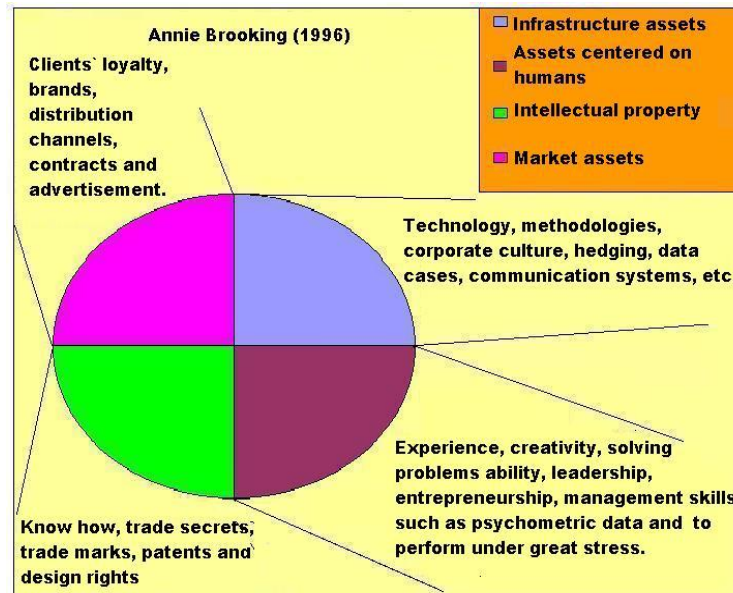 Annie Brooking (1996)
Clients` loyalty,
brands,
distribution
channels,
contracts and
advertisement.
Infrastructure assets
Assets centered on
humans
Intellectual property
Market assets
Technology, methodologies,
corporate culture, hedging, data
cases, communication systems, etc
Experience, creativity, solving
problems ability, leadership,
entrepreneurship, management skills
such as psychometric data and to
perform under great stress.
Know how, trade secrets,
trade marks, patents and
design rights